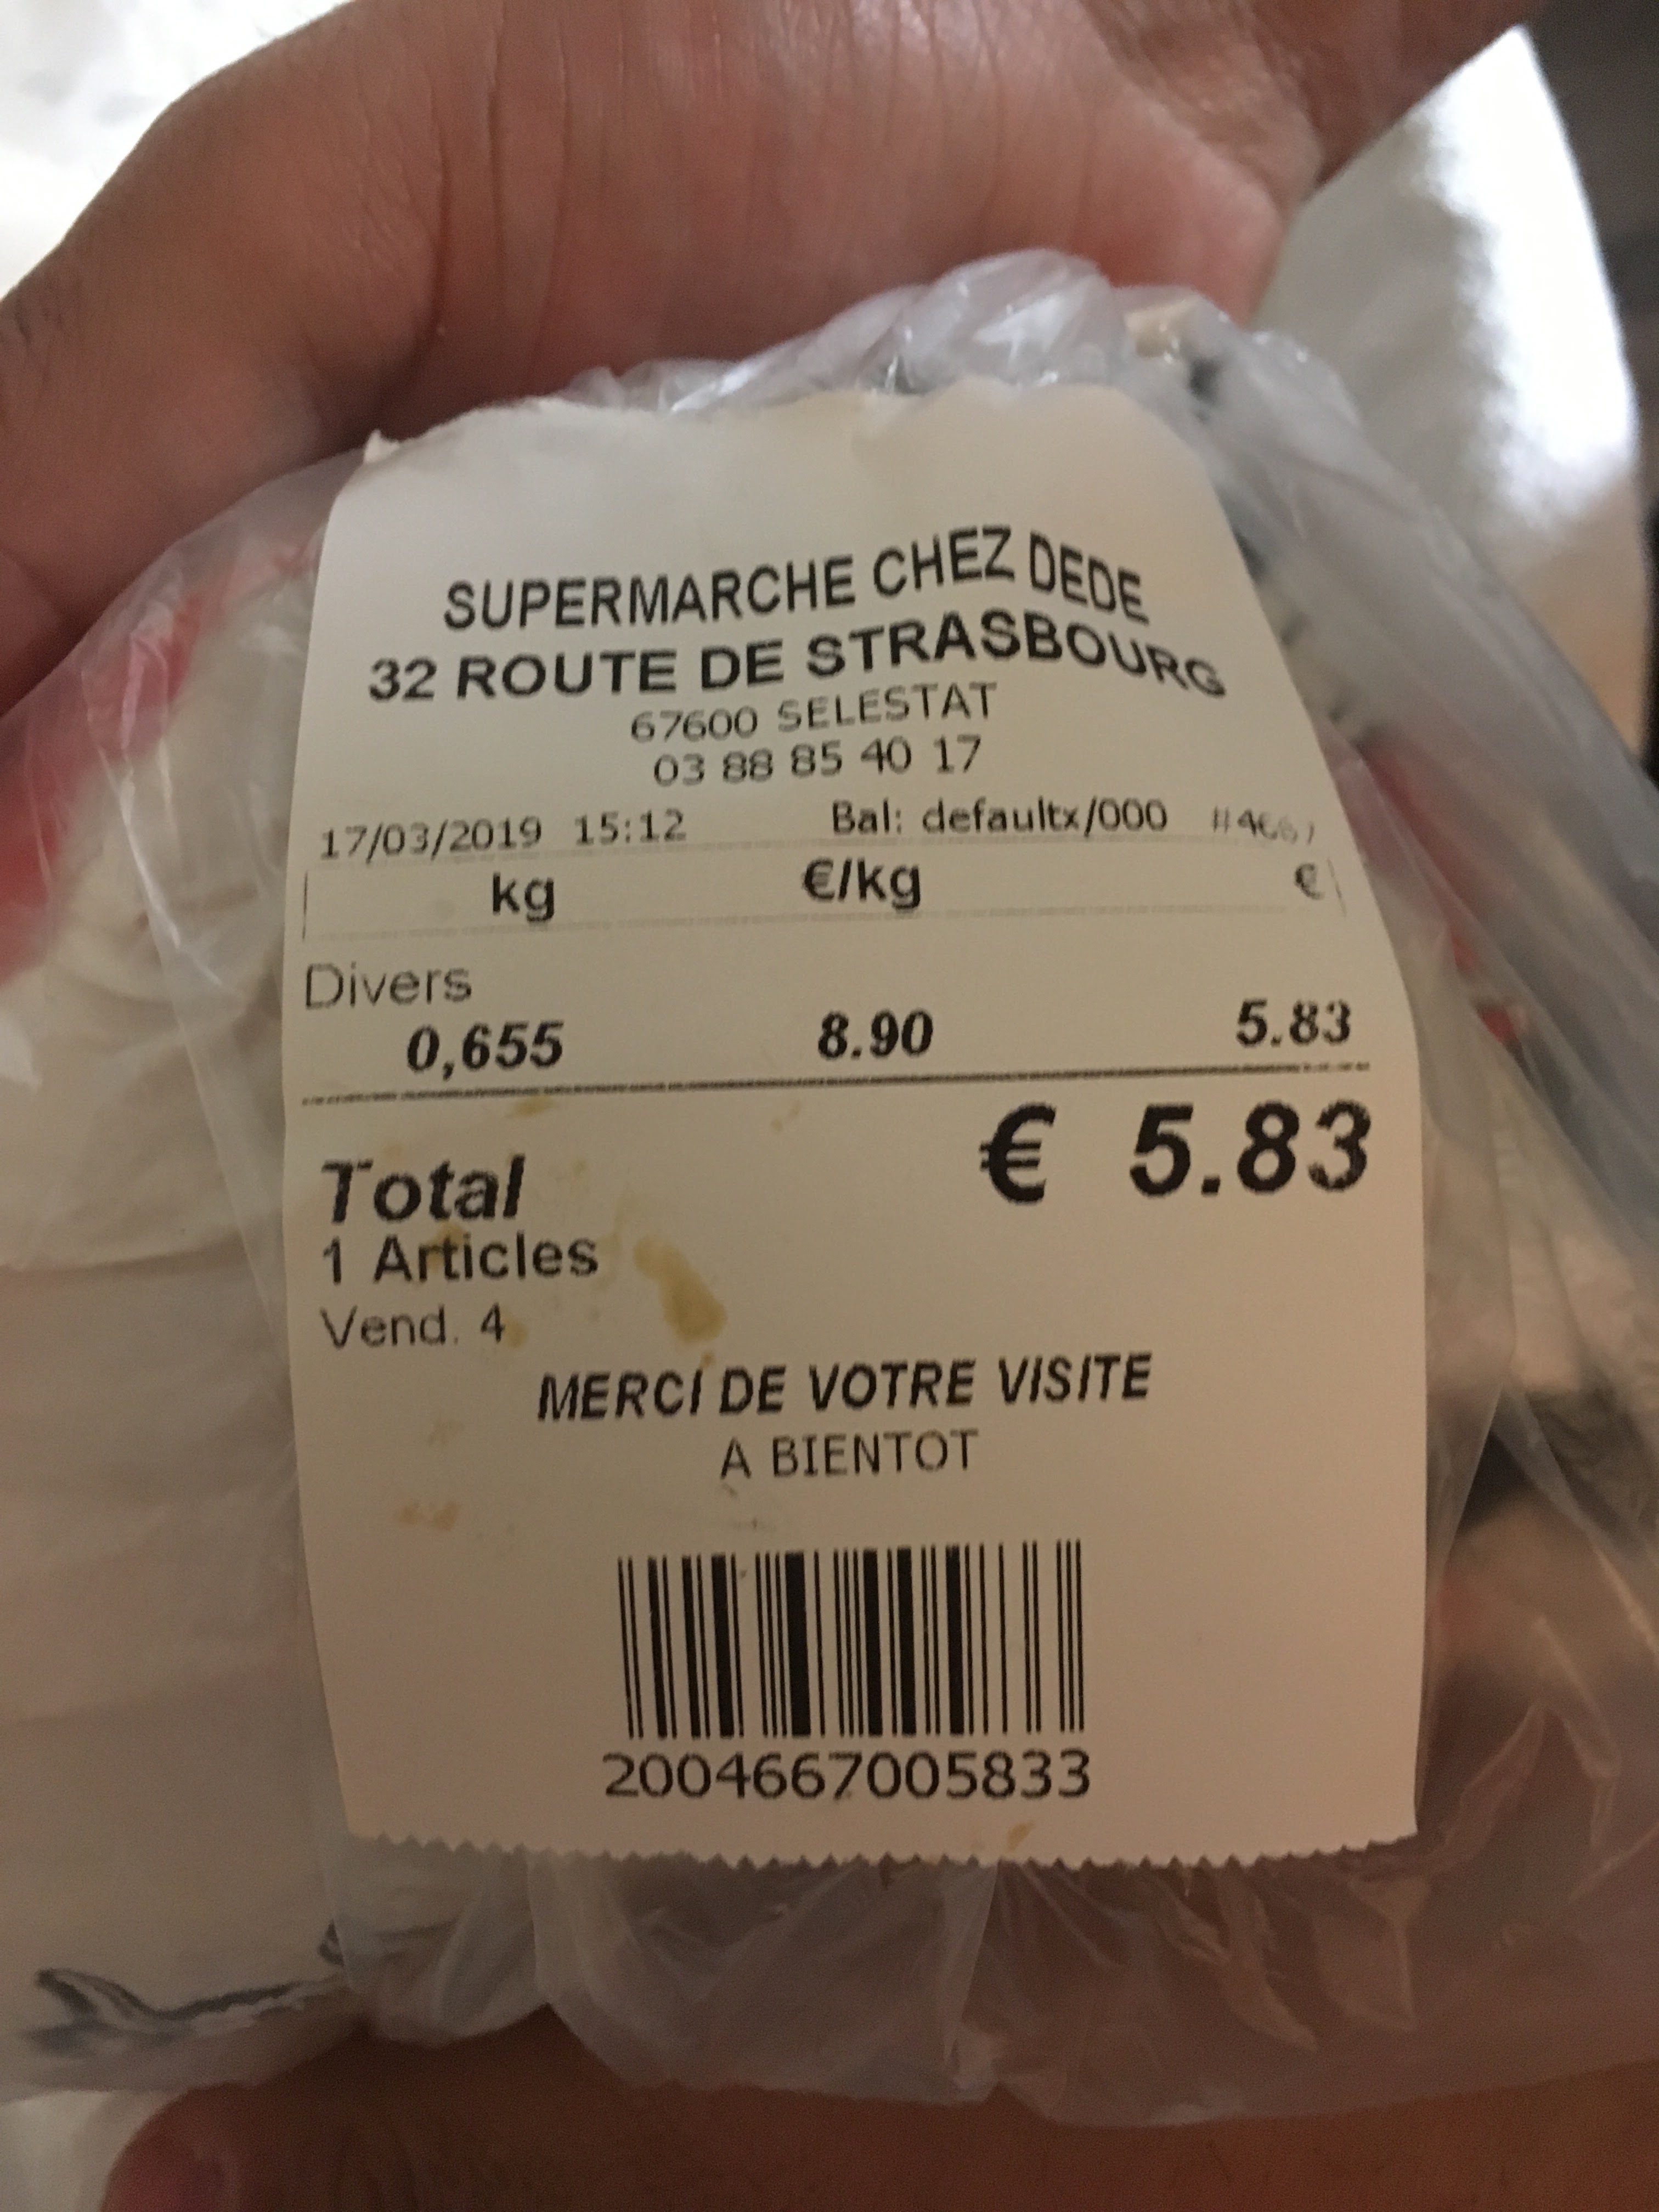 SUPERMARCHE CHEZ DEDE
32 ROUTE DE STRASBOURG
67600 SELESTAT
03 88 85 40 17
17/03/2019 15:12 Bal: defaultx/000
kg €/kg €
Divers
0,655 8.90 5.83
Total € 5.83
1 Articles
Vend. 4
MERCI DE VOTRE VISITE
A BIENTOT
2004667005833